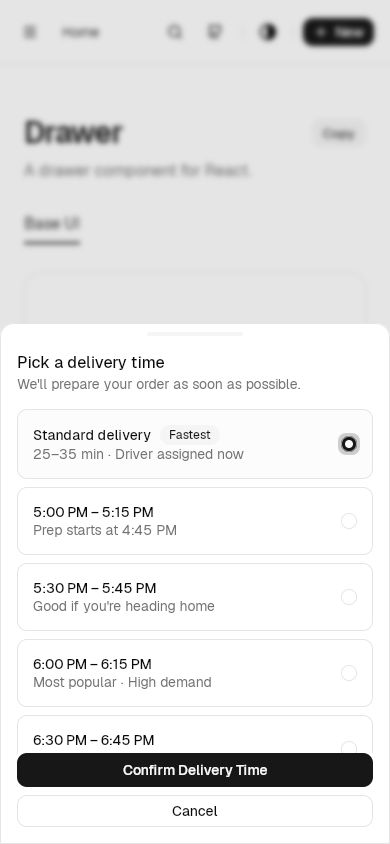 Home
New
Drawer
Copy
A drawer component for React.
Base UI
Pick a delivery time
We'll prepare your order as soon as possible.
Standard delivery Fastest
25–35 min · Driver assigned now
5:00 PM – 5:15 PM
Prep starts at 4:45 PM
5:30 PM – 5:45 PM
Good if you're heading home
6:00 PM – 6:15 PM
Most popular · High demand
6:30 PM – 6:45 PM
Confirm Delivery Time
Cancel